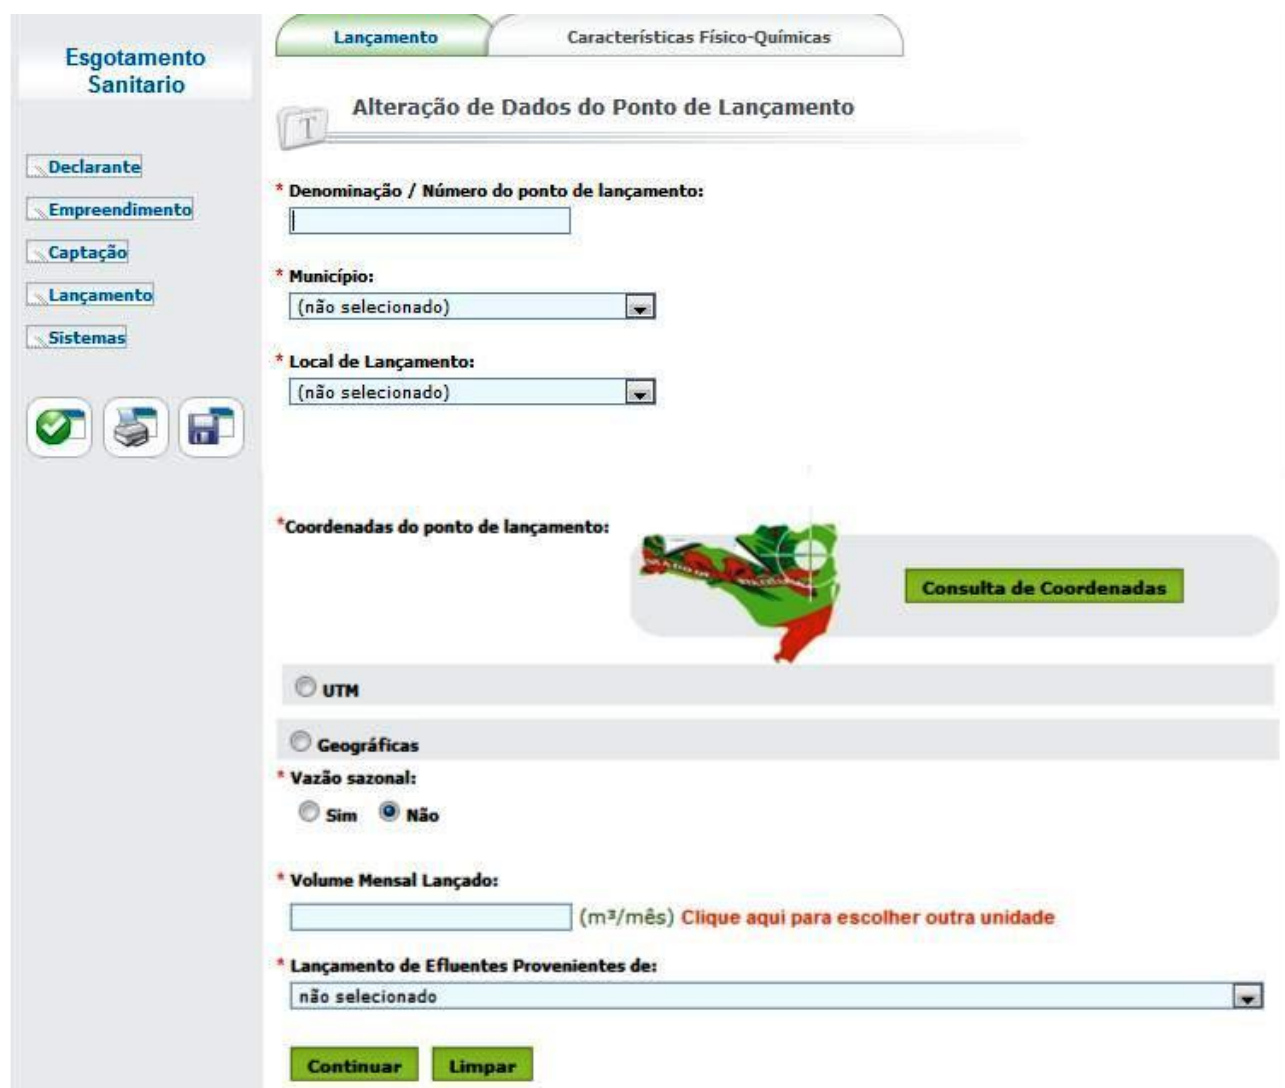 Esgotamento
Sanitario
Declarante
Empreendimento
Captação
Lançamento
Sistemas
Lançamento
Características Físico-Químicas
Alteração de Dados do Ponto de Lançamento
* Denominação / Número do ponto de lançamento:
* Município:
(não selecionado)
* Local de Lançamento:
(não selecionado)
*Coordenadas do ponto de lançamento:
Consulta de Coordenadas
UTM
Geográficas
* Vazão sazonal:
Sim Não
* Volume Mensal Lançado:
(m³/mês) Clique aqui para escolher outra unidade
* Lançamento de Efluentes Provenientes de:
não selecionado
Continuar Limpar